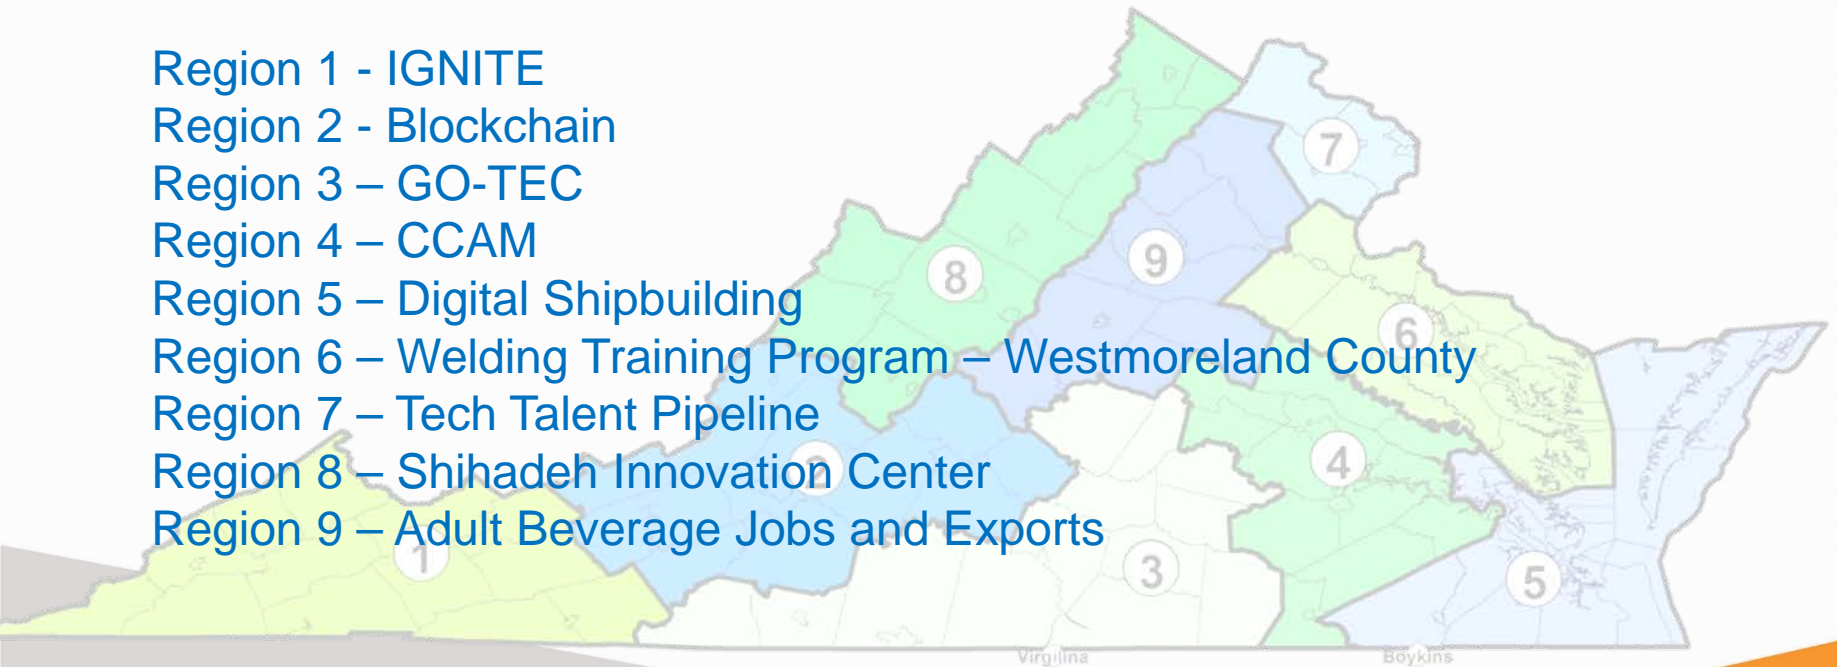 Region 1 - IGNITE
Region 2 - Blockchain
Region 3 – GO-TEC
Region 4 – CCAM
Region 5 – Digital Shipbuilding
Region 6 – Welding Training Program – Westmoreland County
Region 7 – Tech Talent Pipeline
Region 8 – Shihadeh Innovation Center
Region 9 – Adult Beverage Jobs and Exports
7
9
8
6
2
4
1
3
5
Virgilina
Boykins